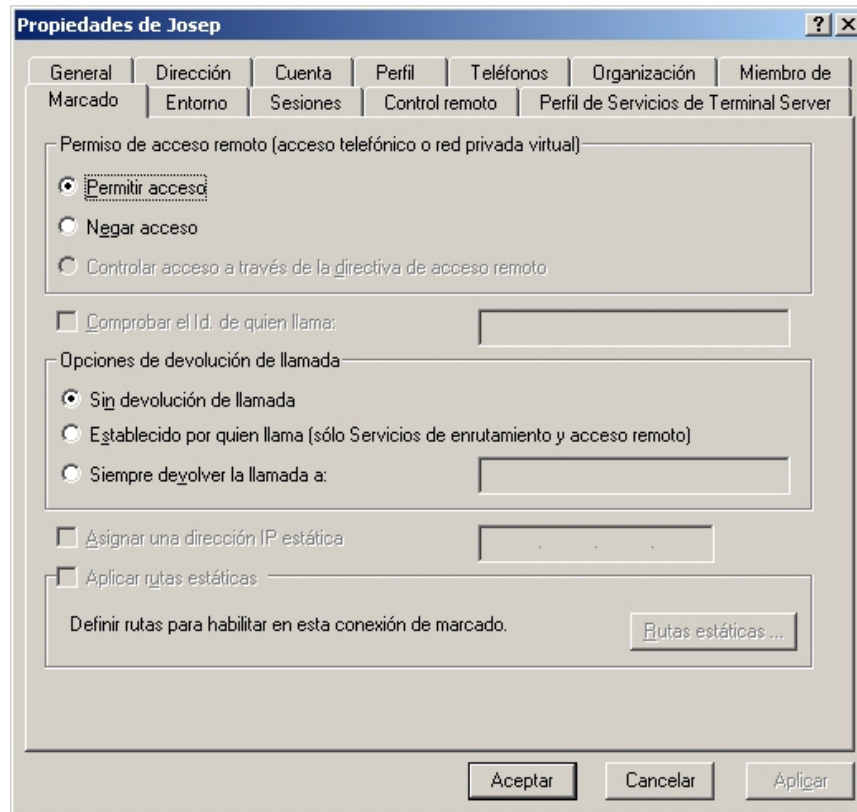 Propiedades de Josep
General Dirección Cuenta Perfil Teléfonos Organización Miembro de
Marcado Entorno Sesiones Control remoto Perfil de Servicios de Terminal Server
Permiso de acceso remoto (acceso telefónico o red privada virtual)
Permitir acceso
Negar acceso
Controlar acceso a través de la directiva de acceso remoto
Comprobar el Id. de quien llama:
Opciones de devolución de llamada
Sin devolución de llamada
Establecido por quien llama (sólo Servicios de enrutamiento y acceso remoto)
Siempre devolver la llamada a:
Asignar una dirección IP estática
Aplicar rutas estáticas
Definir rutas para habilitar en esta conexión de marcado.
Rutas estáticas ...
Aceptar Cancelar Aplicar